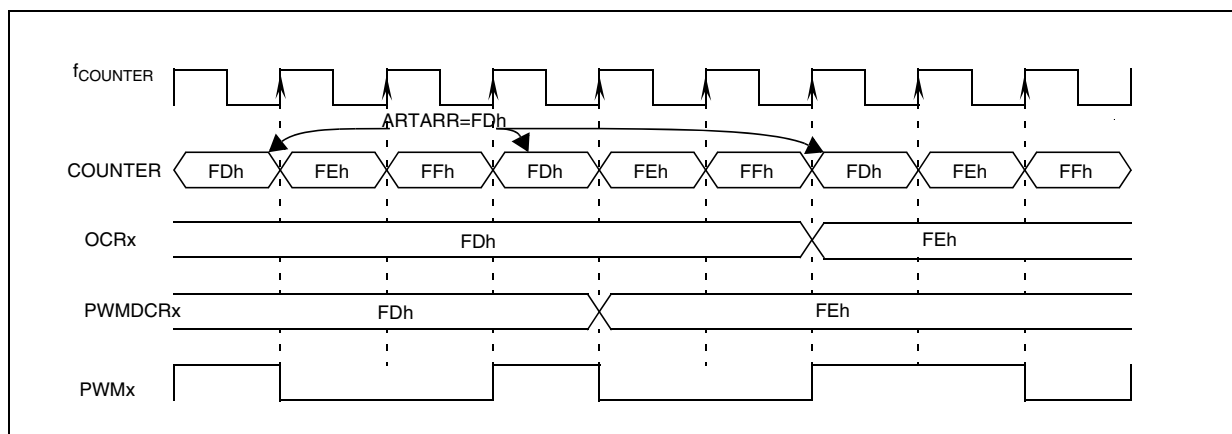 fCOUNTER
ARTARR=FDh
COUNTER FDh FEh FFh FDh FEh FFh FDh FEh FFh
OCRx FDh FEh
PWMDCRx FDh FEh
PWMx